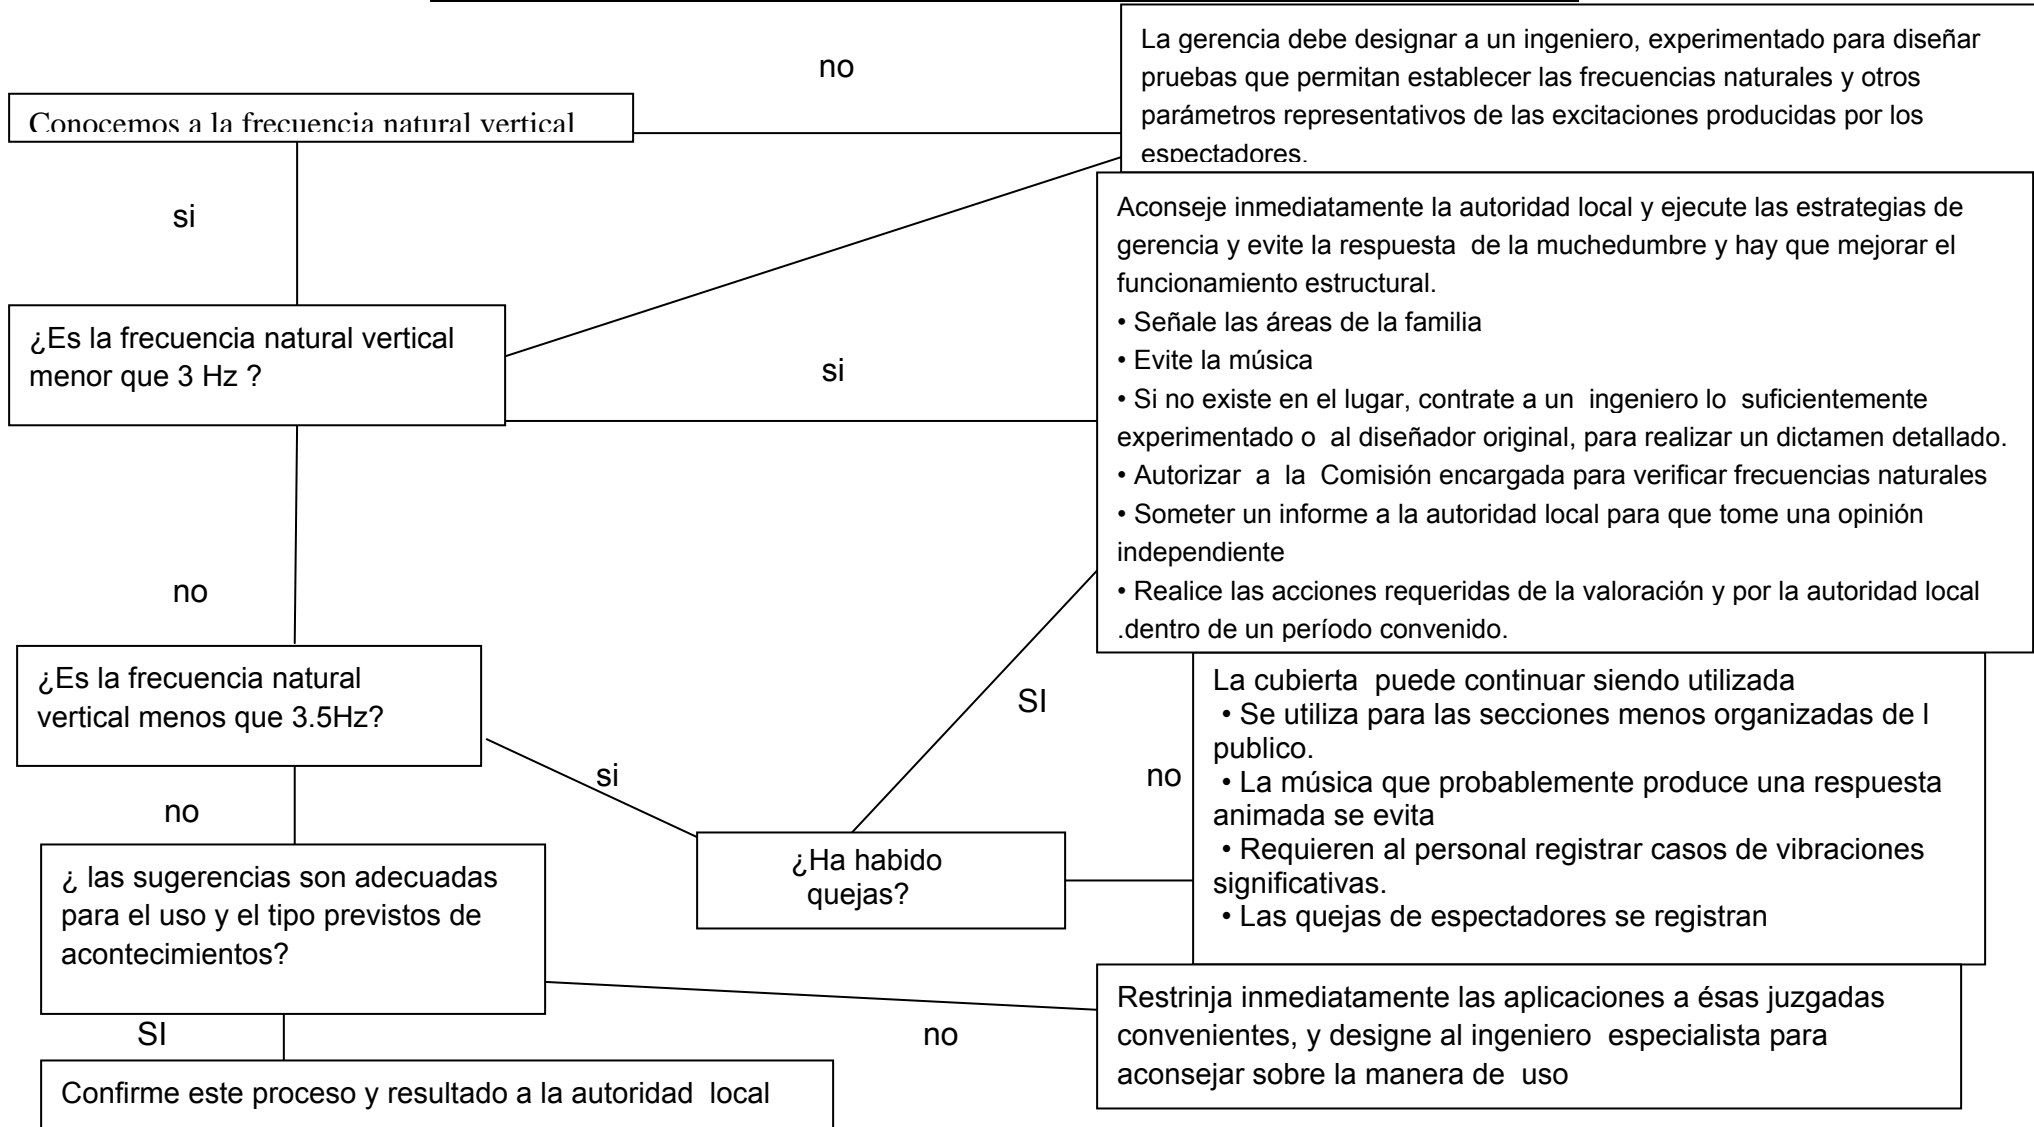 no
La gerencia debe designar a un ingeniero, experimentado para diseñar
pruebas que permitan establecer las frecuencias naturales y otros
parámetros representativos de las excitaciones producidas por los
espectadores.
Conocemos a la frecuencia natural vertical
si
Aconseje inmediatamente la autoridad local y ejecute las estrategias de
gerencia y evite la respuesta de la muchedumbre y hay que mejorar el
funcionamiento estructural.
• Señale las áreas de la familia
• Evite la música
• Si no existe en el lugar, contrate a un ingeniero lo suficientemente
experimentado o al diseñador original, para realizar un dictamen detallado.
• Autorizar a la Comisión encargada para verificar frecuencias naturales
• Someter un informe a la autoridad local para que tome una opinión
independiente
• Realice las acciones requeridas de la valoración y por la autoridad local
.dentro de un período convenido.
¿Es la frecuencia natural vertical
menor que 3 Hz ?
si
no
¿Es la frecuencia natural
vertical menos que 3.5Hz?
si
SI
no
La cubierta puede continuar siendo utilizada
• Se utiliza para las secciones menos organizadas de l
publico.
• La música que probablemente produce una respuesta
animada se evita
• Requieren al personal registrar casos de vibraciones
significativas.
• Las quejas de espectadores se registran
no
¿Ha habido
quejas?
¿ las sugerencias son adecuadas
para el uso y el tipo previstos de
acontecimientos?
SI
no
Restrinja inmediatamente las aplicaciones a ésas juzgadas
convenientes, y designe al ingeniero especialista para
aconsejar sobre la manera de uso
Confirme este proceso y resultado a la autoridad local